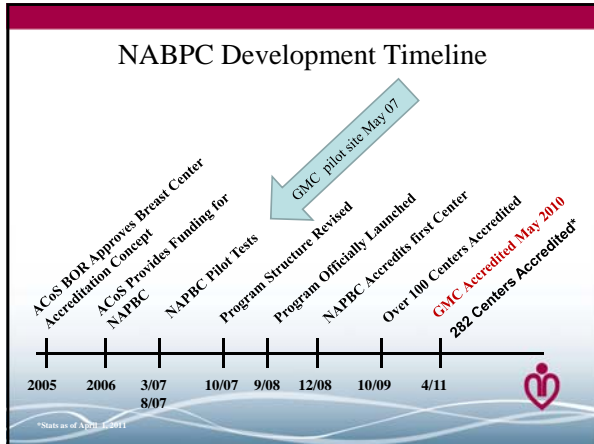 NABPC Development Timeline
GMC pilot site May 07
ACoS BOR Approves Breast Center
Accreditation Concept
ACoS Provides Funding for
NAPBC
NAPBC Pilot Tests
Program Structure Revised
Program Officially Launched
NAPBC Accredits first Center
Over 100 Centers Accredited
GMC Accredited May 2010
282 Centers Accredited*
2005 2006 3/07 10/07 9/08 12/08 10/09 4/11
8/07
*Stats as of April 1, 2011